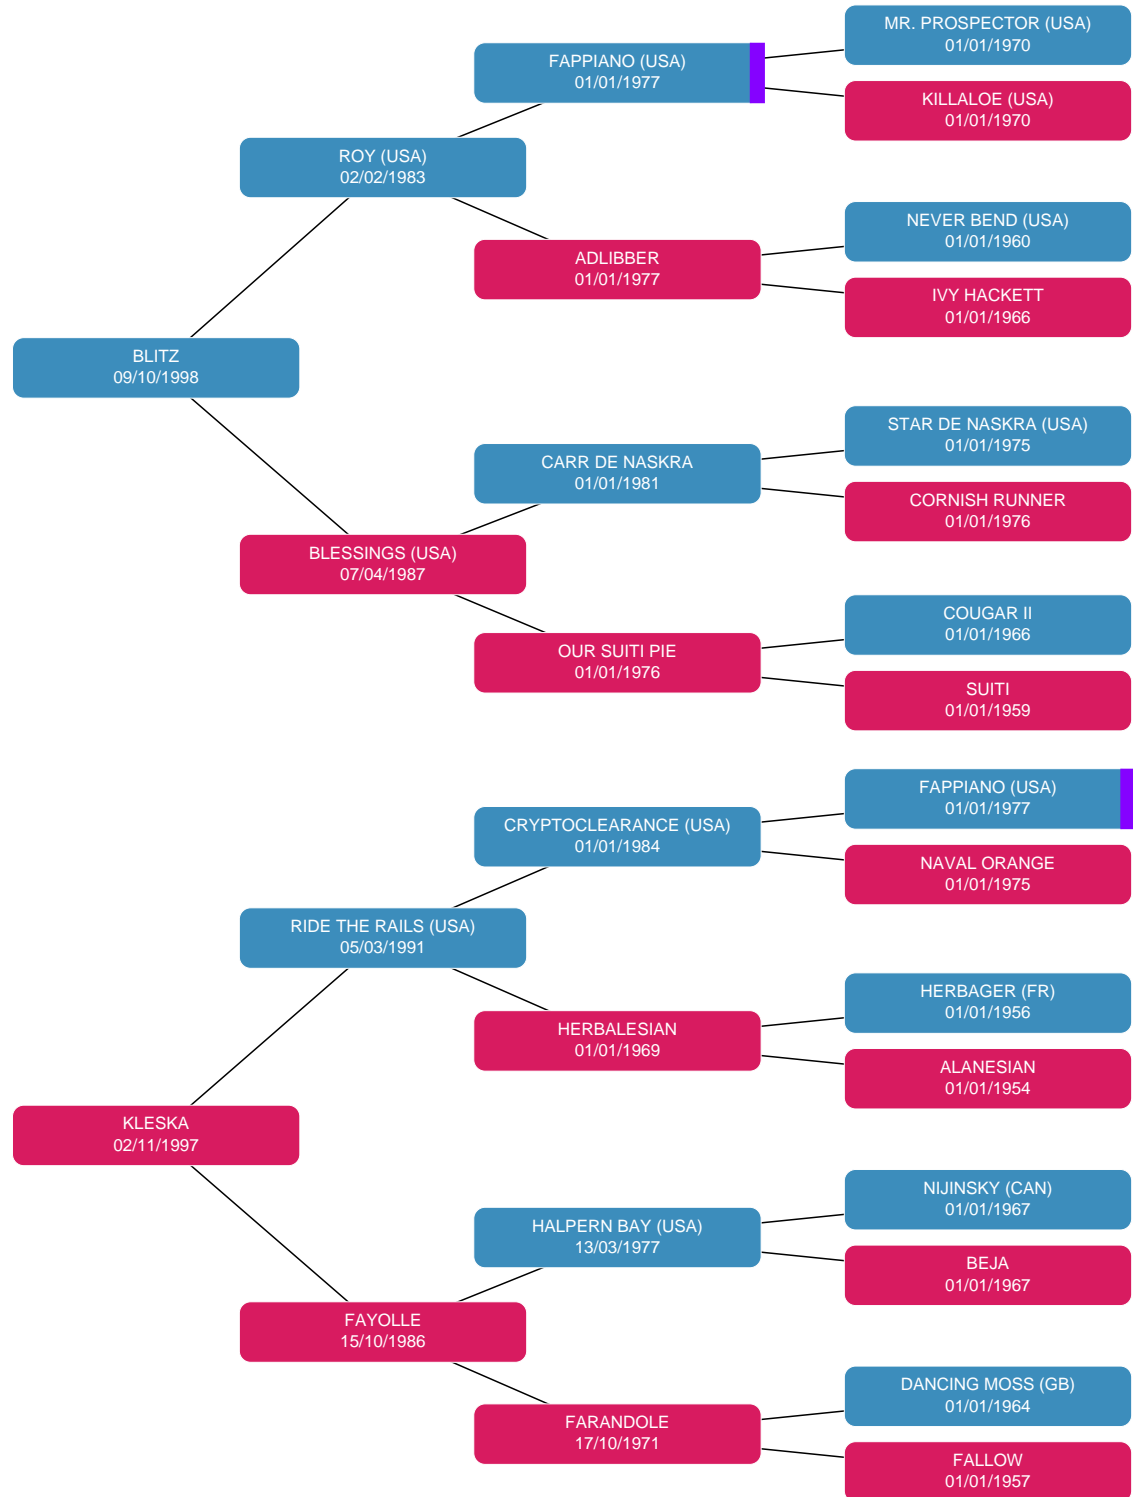 MR. PROSPECTOR (USA)
01/01/1970
FAPPIANO (USA)
01/01/1977
KILLALOE (USA)
01/01/1970
ROY (USA)
02/02/1983
NEVER BEND (USA)
01/01/1960
ADLIBBER
01/01/1977
IVY HACKETT
01/01/1966
BLITZ
09/10/1998
STAR DE NASKRA (USA)
01/01/1975
CARR DE NASKRA
01/01/1981
CORNISH RUNNER
01/01/1976
BLESSINGS (USA)
07/04/1987
COUGAR II
01/01/1966
OUR SUITI PIE
01/01/1976
SUITI
01/01/1959
FAPPIANO (USA)
01/01/1977
CRYPTOCLEARANCE (USA)
01/01/1984
NAVAL ORANGE
01/01/1975
RIDE THE RAILS (USA)
05/03/1991
HERBAGER (FR)
01/01/1956
HERBALESIAN
01/01/1969
ALANESIAN
01/01/1954
KLESKA
02/11/1997
NIJINSKY (CAN)
01/01/1967
HALPERN BAY (USA)
13/03/1977
BEJA
01/01/1967
FAYOLLE
15/10/1986
DANCING MOSS (GB)
01/01/1964
FARANDOLE
17/10/1971
FALLOW
01/01/1957